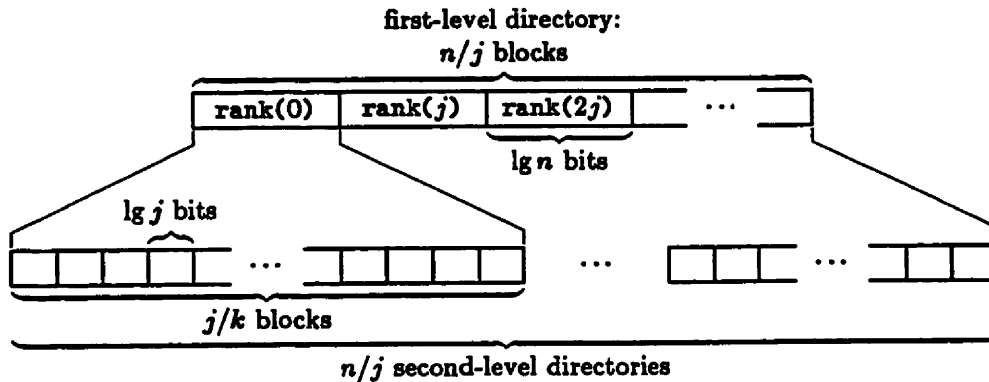 first-level directory:
n/j blocks
rank(0) rank(j) rank(2j) ...
lg n bits
lg j bits
... ... ...
j/k blocks
n/j second-level directories